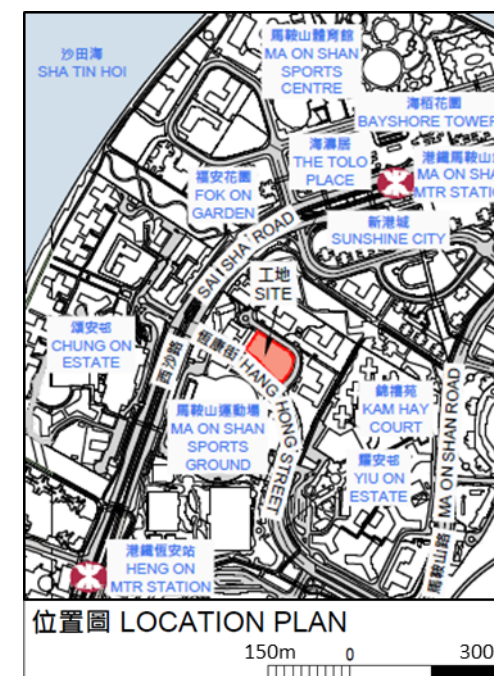 沙田海
SHA TIN HOI
馬鞍山體育館
MA ON SHAN
SPORTS
CENTRE
海栢花園
BAYSHORE TOWER
海濤居
THE TOLO
PLACE
港鐵馬鞍山
MA ON SHA
MTR STATI
福安花園
FOK ON
GARDEN
新港城
SUNSHINE CITY
SAI SHA ROAD
工地
SITE
頌安邨
CHUNG ON
ESTATE
西沙路
恆康街 HANG HONG STREET
馬鞍山運動場
MA ON SHAN
SPORTS
GROUND
錦禧苑
KAM HAY
COURT
耀安邨
YIU ON
ESTATE
馬鞍山路 MA ON SHAN ROAD
港鐵恆安站
HENG ON
MTR STATION
位置圖 LOCATION PLAN
150m 0 300